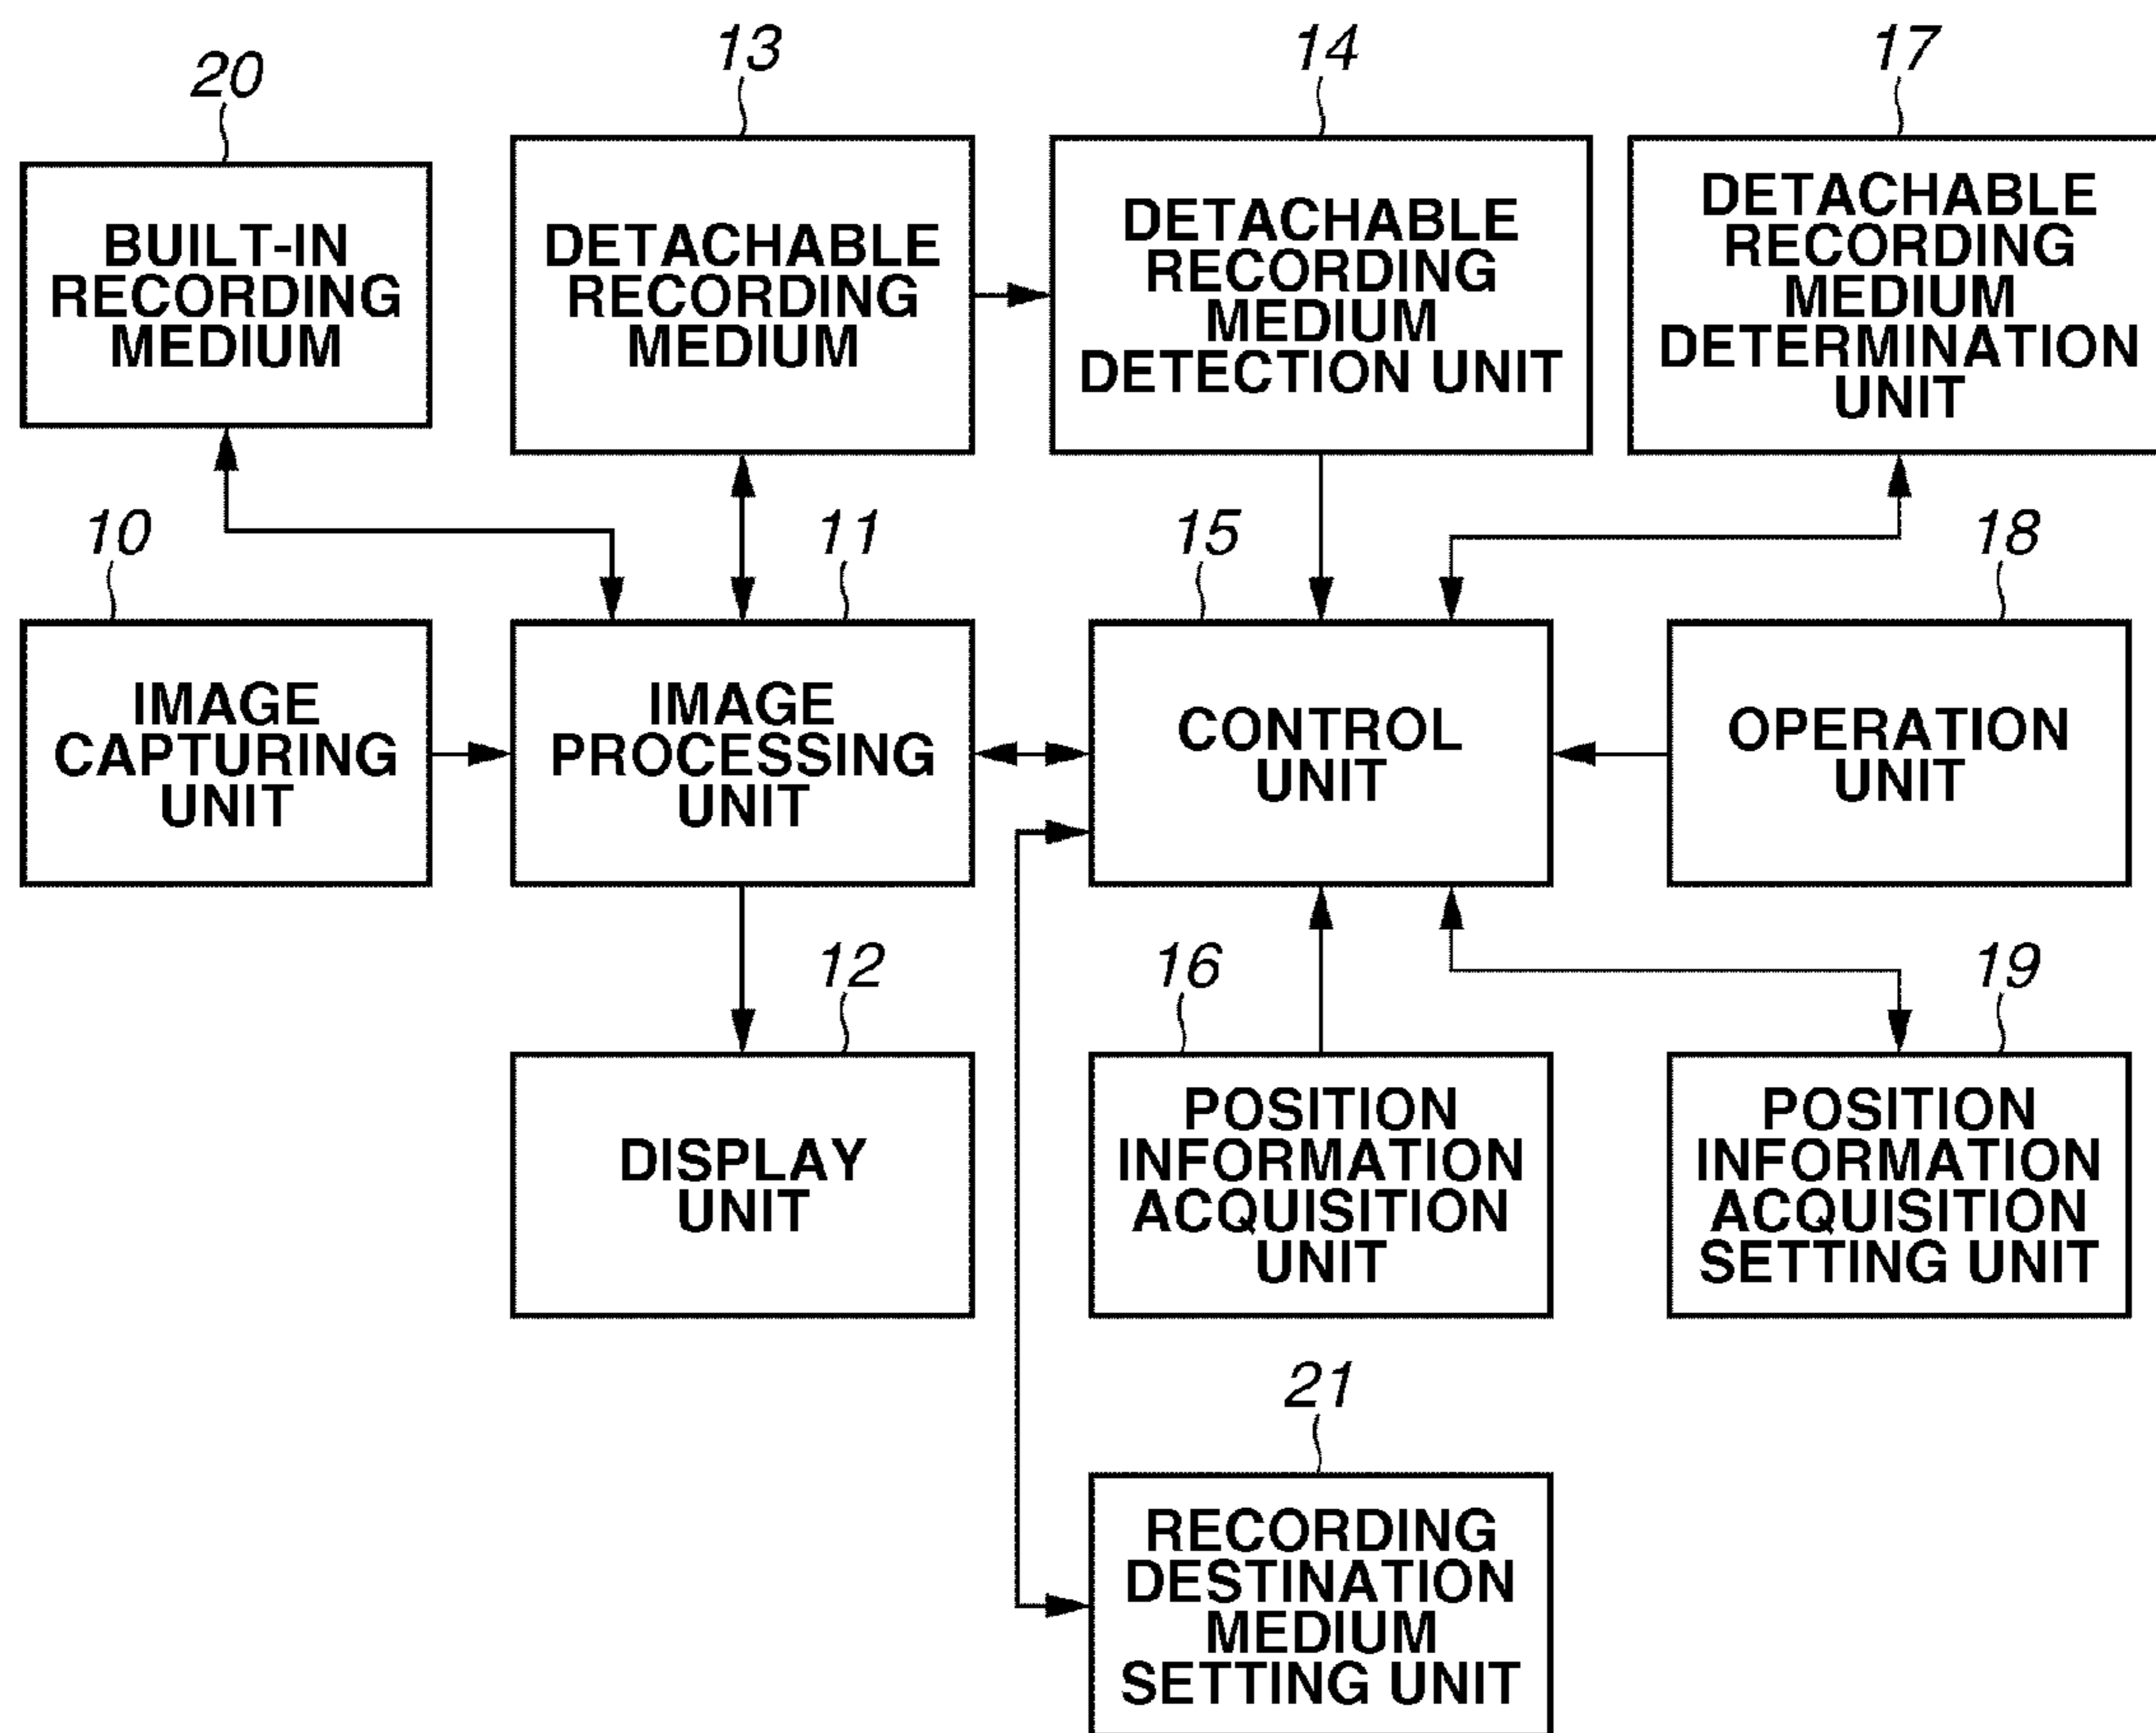 20
BUILT-IN
RECORDING
MEDIUM
13
DETACHABLE
RECORDING
MEDIUM
14
DETACHABLE
RECORDING
MEDIUM
DETECTION UNIT
17
DETACHABLE
RECORDING
MEDIUM
DETERMINATION
UNIT
10
IMAGE
CAPTURING
UNIT
11
IMAGE
PROCESSING
UNIT
15
CONTROL
UNIT
18
OPERATION
UNIT
12
DISPLAY
UNIT
16
POSITION
INFORMATION
ACQUISITION
UNIT
19
POSITION
INFORMATION
ACQUISITION
SETTING UNIT
21
RECORDING
DESTINATION
MEDIUM
SETTING UNIT